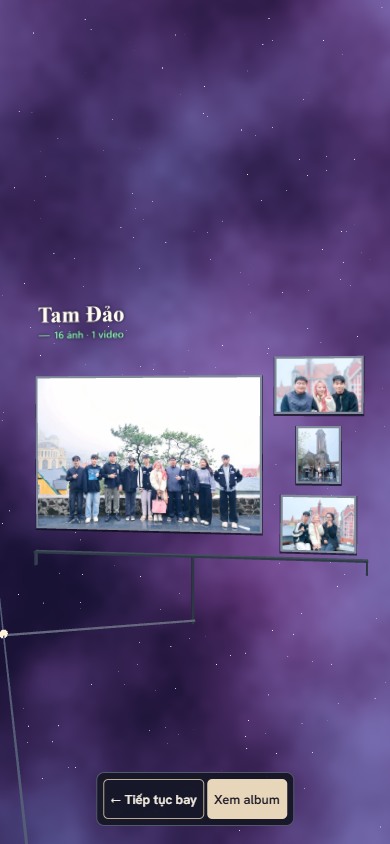 Tam Đảo
— 16 ảnh · 1 video
← Tiếp tục bay
Xem album